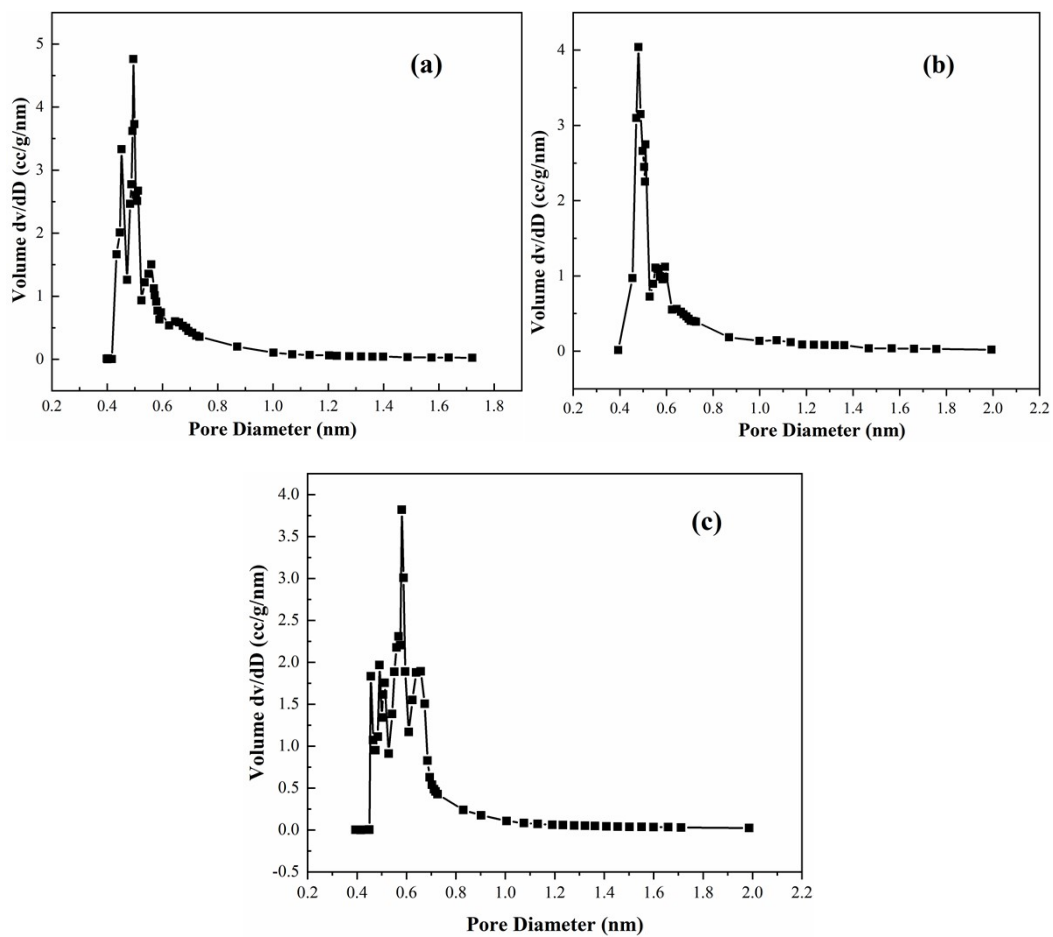 (a)
Volume dv/dD (cc/g/nm)
5
4
3
2
1
0
0.2 0.4 0.6 0.8 1.0 1.2 1.4 1.6 1.8
Pore Diameter (nm)
(b)
Volume dv/dD (cc/g/nm)
4
3
2
1
0
0.2 0.4 0.6 0.8 1.0 1.2 1.4 1.6 1.8 2.0 2.2
Pore Diameter (nm)
(c)
Volume dv/dD (cc/g/nm)
4.0
3.5
3.0
2.5
2.0
1.5
1.0
0.5
0.0
-0.5
0.2 0.4 0.6 0.8 1.0 1.2 1.4 1.6 1.8 2.0 2.2
Pore Diameter (nm)